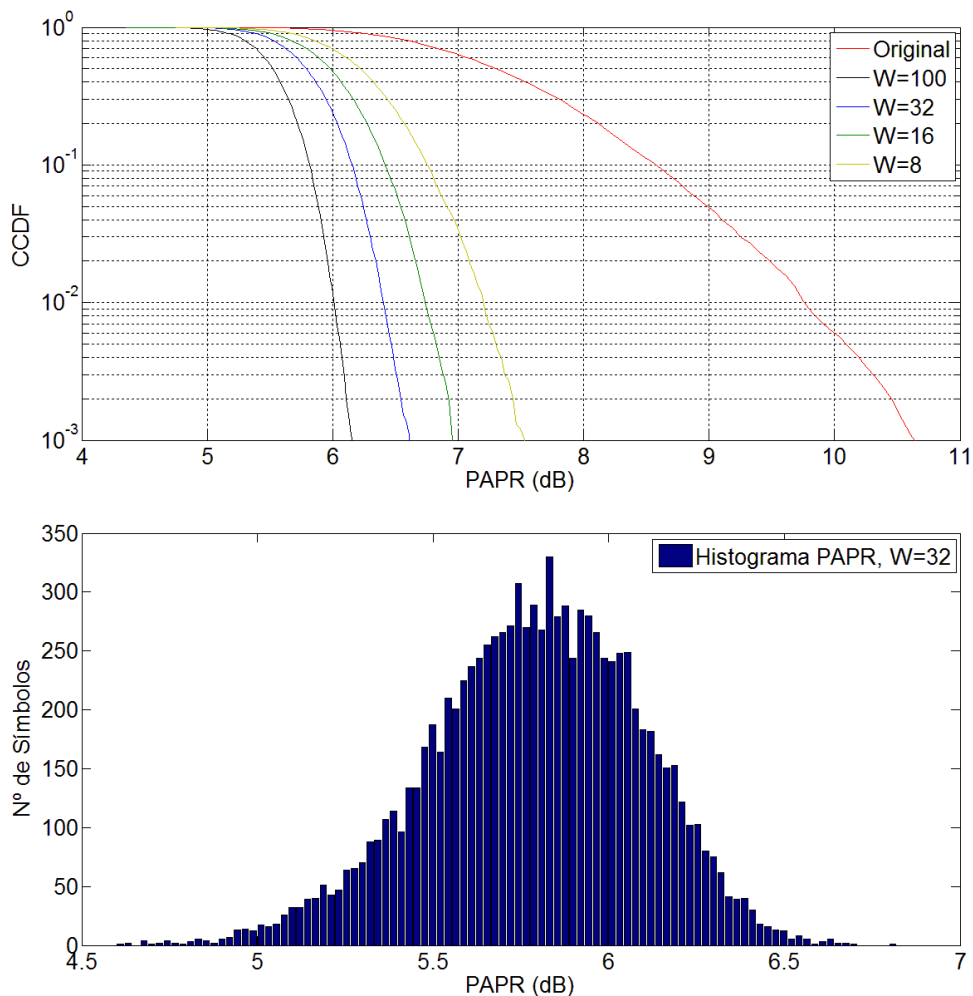 10^0
10^-1
10^-2
10^-3
CCDF
Original
W=100
W=32
W=16
W=8
4 5 6 7 8 9 10 11
PAPR (dB)
350
300
250
200
150
100
50
0
Nº de Símbolos
Histograma PAPR, W=32
4.5 5 5.5 6 6.5 7
PAPR (dB)